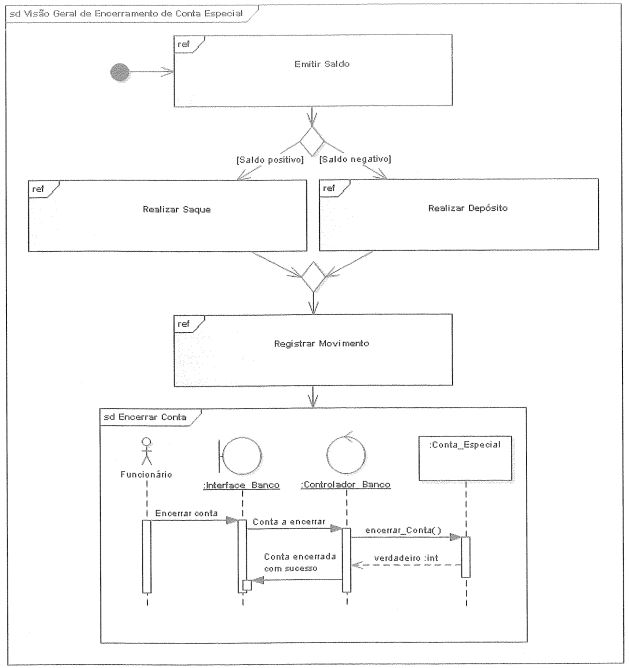 sd Visão Geral de Encerramento de Conta Especial
ref
Emitir Saldo
[Saldo positivo]
[Saldo negativo]
ref
Realizar Saque
ref
Realizar Depósito
ref
Registrar Movimento
sd Encerrar Conta
Funcionário
:Interface_Banco
:Controlador_Banco
:Conta_Especial
Encerrar conta
Conta a encerrar
encerrar_Conta( )
verdadeiro :int
Conta encerrada
com sucesso